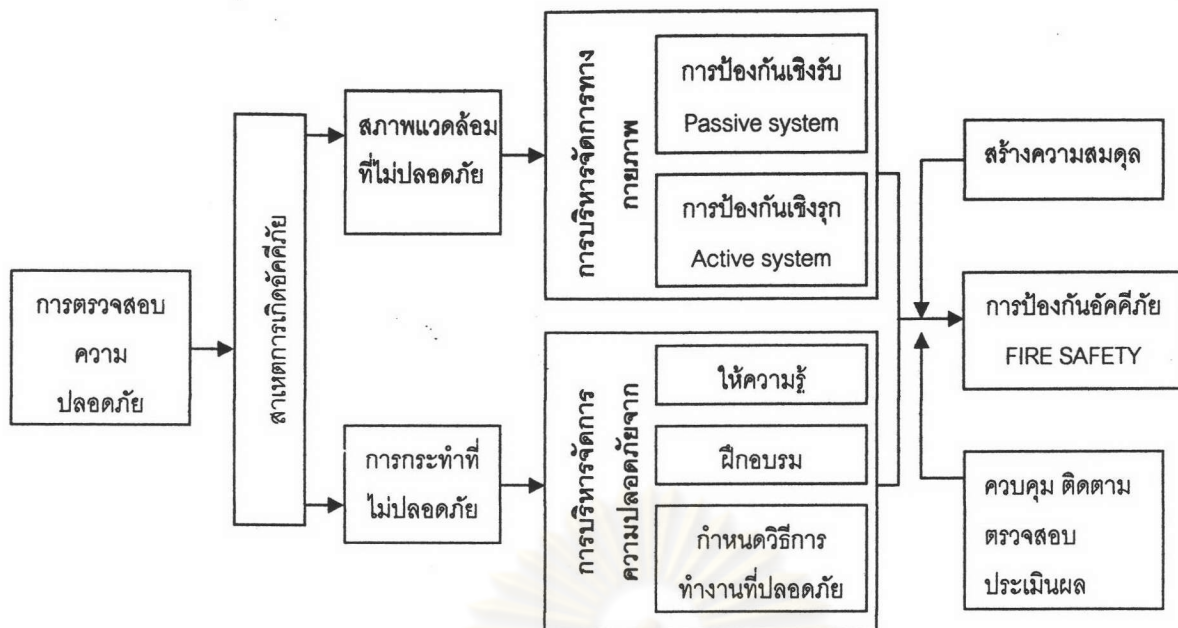 การตรวจสอบ
ความ
ปลอดภัย
สาเหตุการเกิดอัคคีภัย
สภาพแวดล้อม
ที่ไม่ปลอดภัย
การกระทำที่
ไม่ปลอดภัย
การบริหารจัดการทาง
กายภาพ
การป้องกันเชิงรับ
Passive system
การป้องกันเชิงรุก
Active system
การบริหารจัดการ
ความปลอดภัยจาก
ให้ความรู้
ฝึกอบรม
กำหนดวิธีการ
ทำงานที่ปลอดภัย
สร้างความสมดุล
การป้องกันอัคคีภัย
FIRE SAFETY
ควบคุม ติดตาม
ตรวจสอบ
ประเมินผล